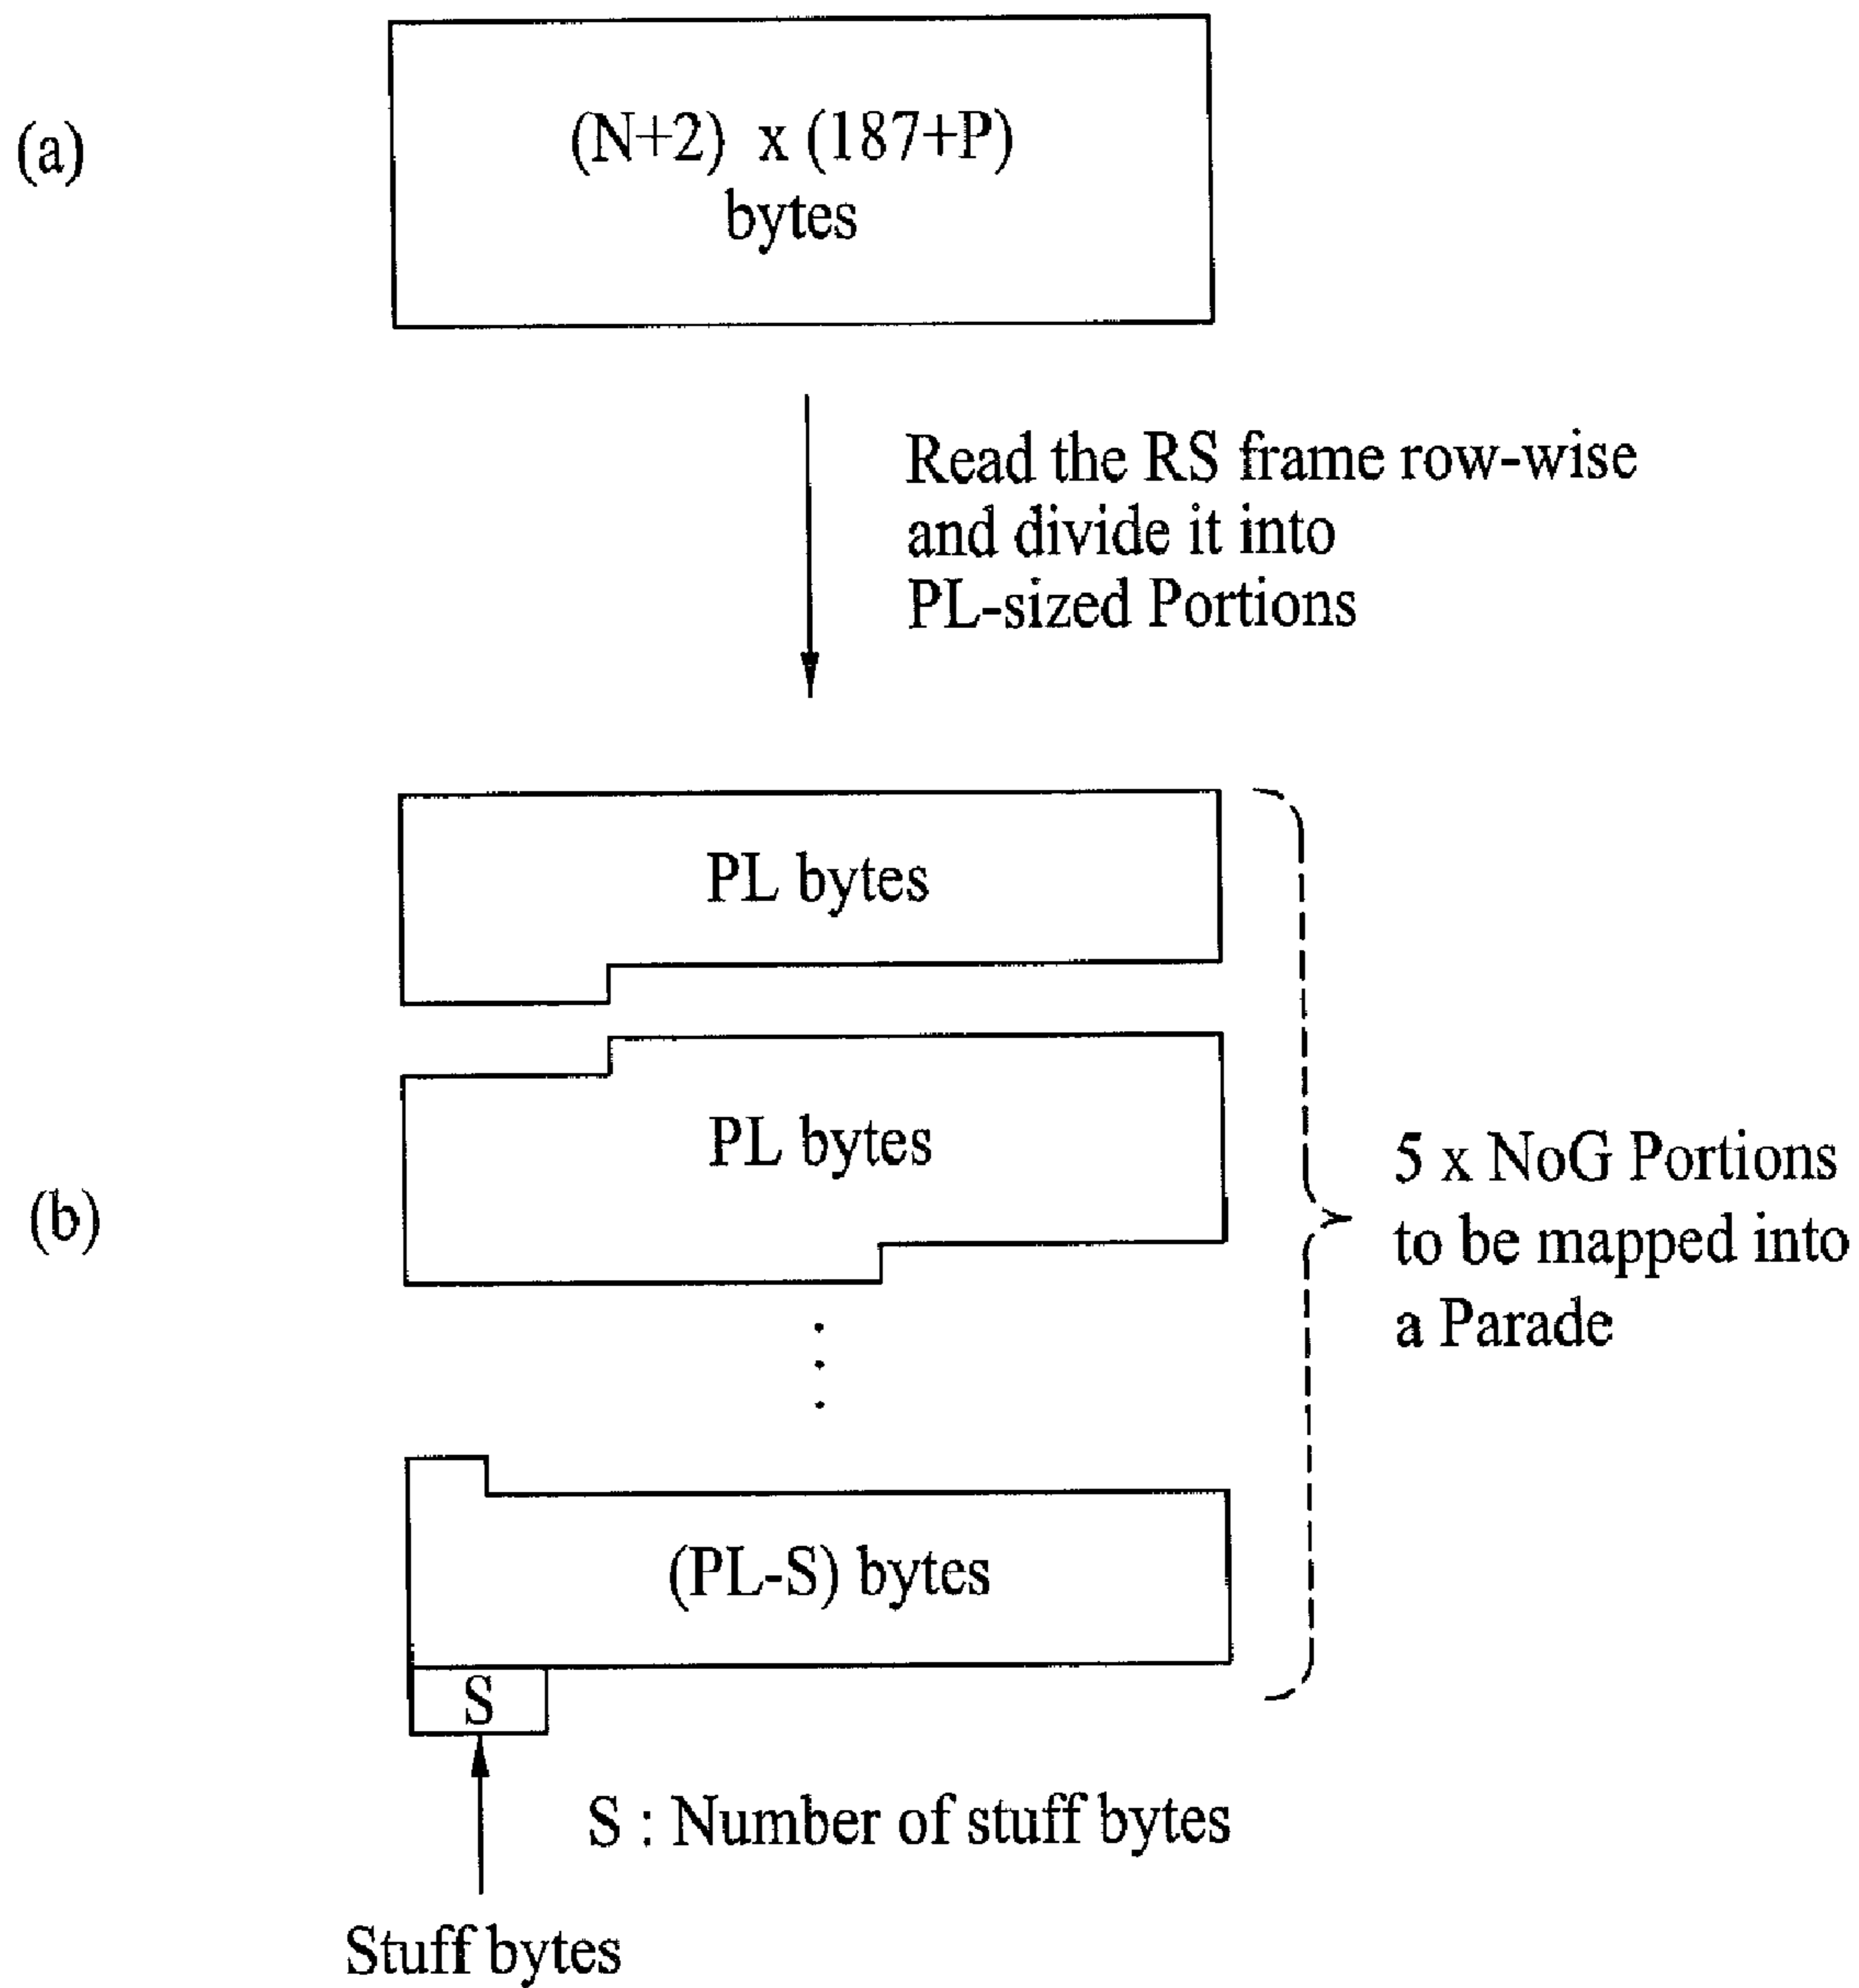 (a)
(N+2) x (187+P)
bytes
Read the RS frame row-wise
and divide it into
PL-sized Portions
(b)
PL bytes
PL bytes
5 x NoG Portions
to be mapped into
a Parade
(PL-S) bytes
S
S : Number of stuff bytes
Stuff bytes